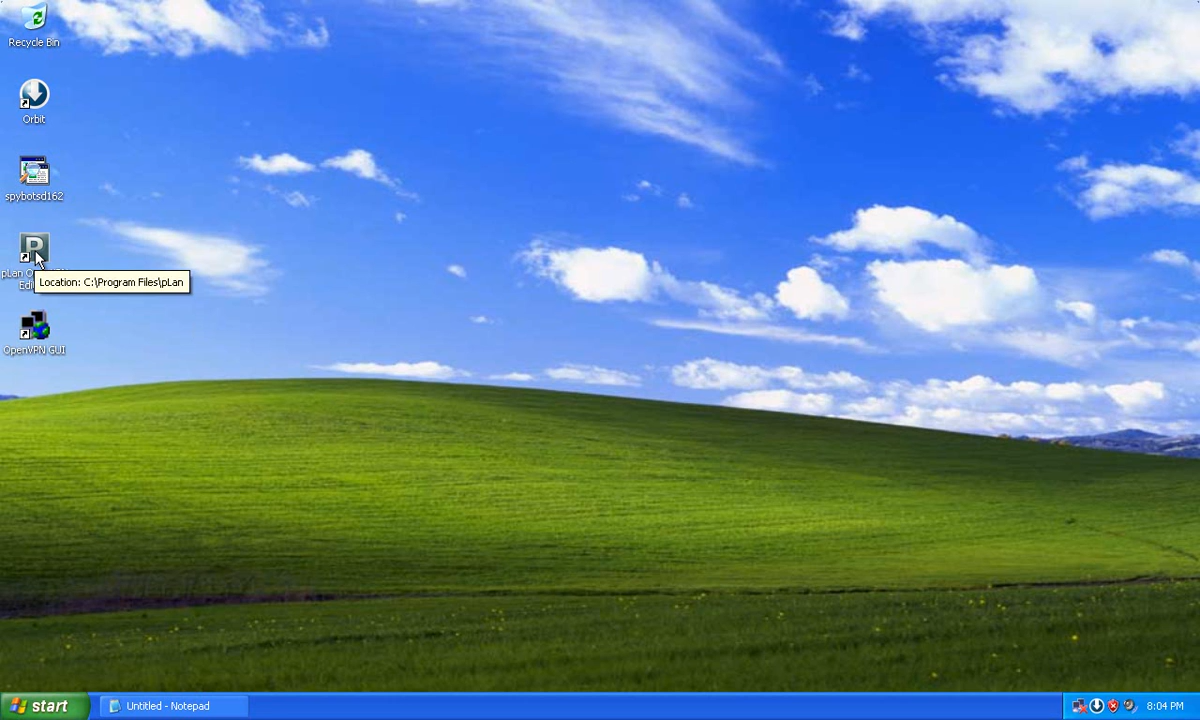 Recycle Bin
Orbit
spybotsd162
pLan
Location: C:\Program Files\pLan
OpenVPN GUI
start
Untitled - Notepad
8:04 PM